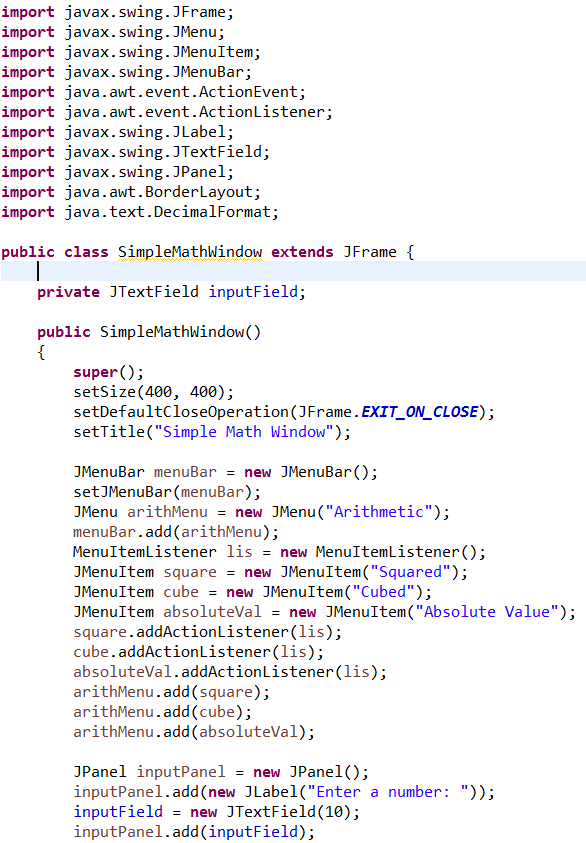 import javax.swing.JFrame;
import javax.swing.JMenu;
import javax.swing.JMenuItem;
import javax.swing.JMenuBar;
import java.awt.event.ActionEvent;
import java.awt.event.ActionListener;
import javax.swing.JLabel;
import javax.swing.JTextField;
import javax.swing.JPanel;
import java.awt.BorderLayout;
import java.text.DecimalFormat;

public class SimpleMathWindow extends JFrame {

    private JTextField inputField;

    public SimpleMathWindow()
    {
        super();
        setSize(400, 400);
        setDefaultCloseOperation(JFrame.EXIT_ON_CLOSE);
        setTitle("Simple Math Window");

        JMenuBar menuBar = new JMenuBar();
        setJMenuBar(menuBar);
        JMenu arithMenu = new JMenu("Arithmetic");
        menuBar.add(arithMenu);
        MenuItemListener lis = new MenuItemListener();
        JMenuItem square = new JMenuItem("Squared");
        JMenuItem cube = new JMenuItem("Cubed");
        JMenuItem absoluteVal = new JMenuItem("Absolute Value");
        square.addActionListener(lis);
        cube.addActionListener(lis);
        absoluteVal.addActionListener(lis);
        arithMenu.add(square);
        arithMenu.add(cube);
        arithMenu.add(absoluteVal);

        JPanel inputPanel = new JPanel();
        inputPanel.add(new JLabel("Enter a number: "));
        inputField = new JTextField(10);
        inputPanel.add(inputField);